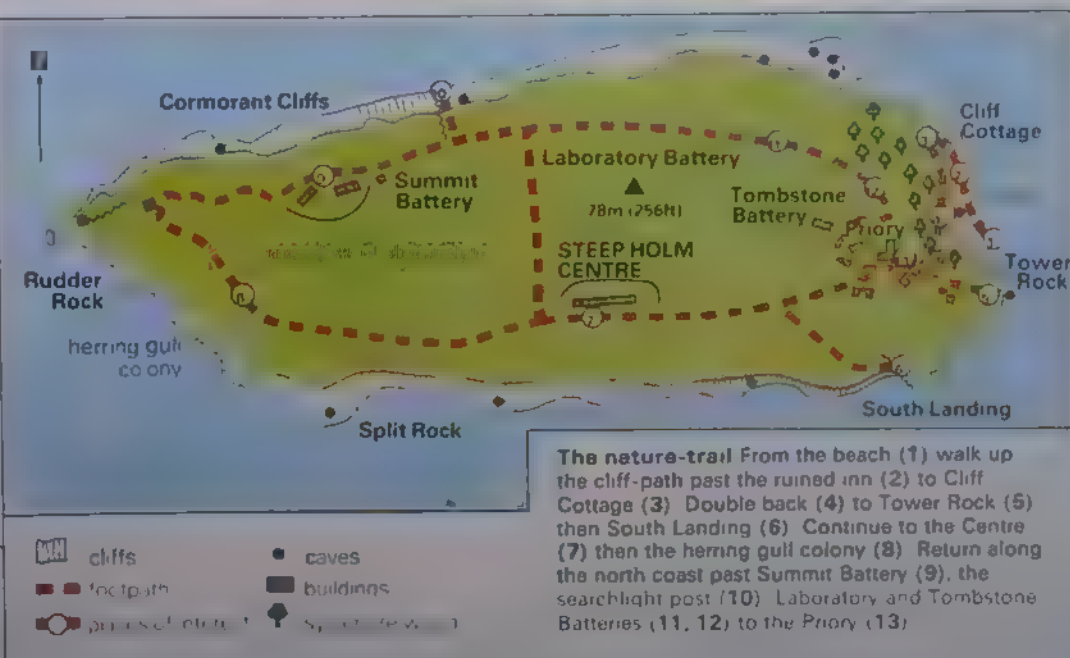 Cormorant Cliffs
Cliff
Cottage
Laboratory Battery
78m (256ft)
Summit
Battery
Tombstone
Battery
Priory
STEEP HOLM
CENTRE
Tower
Rock
Rudder
Rock
herring gull
colony
Split Rock
South Landing
The nature-trail From the beach (1) walk up
the cliff-path past the ruined inn (2) to Cliff
Cottage (3) Double back (4) to Tower Rock (5)
then South Landing (6) Continue to the Centre
(7) then the herring gull colony (8) Return along
the north coast past Summit Battery (9), the
searchlight post (10) Laboratory and Tombstone
Batteries (11, 12) to the Priory (13)
cliffs
caves
footpath
buildings
points of interest